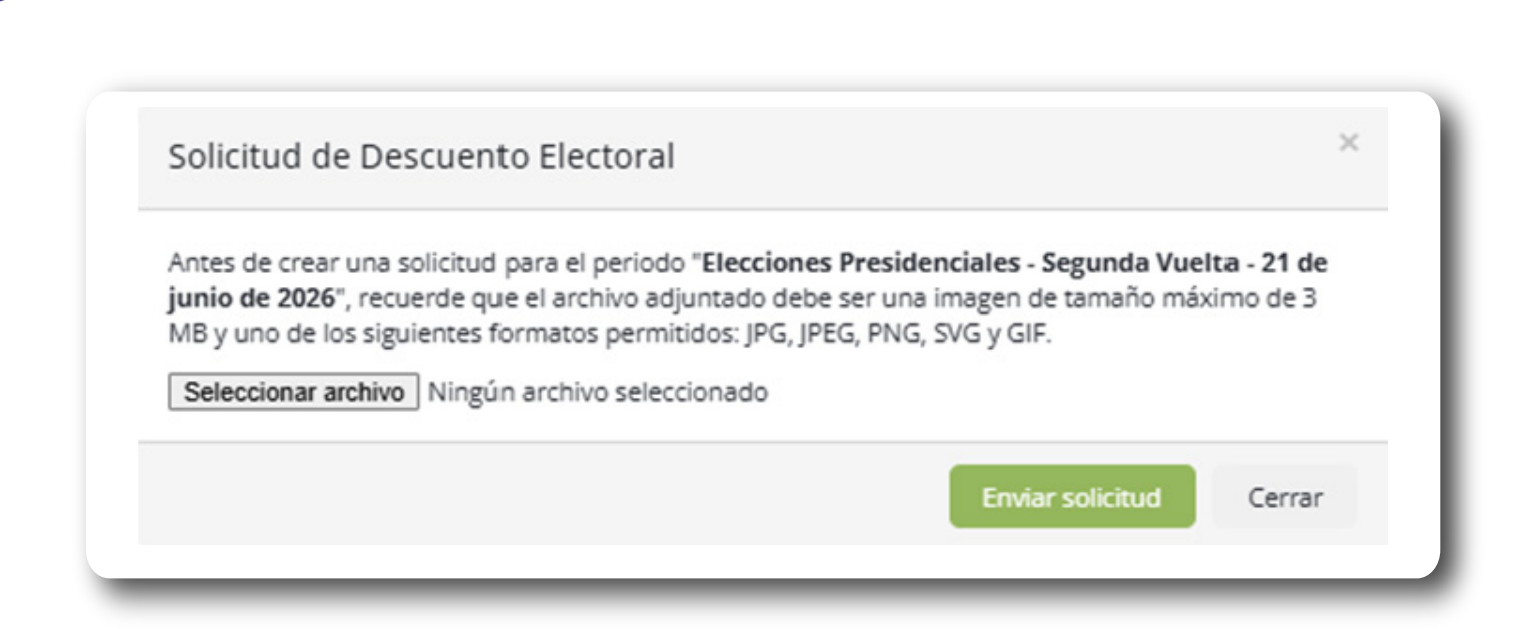 Solicitud de Descuento Electoral
×
Antes de crear una solicitud para el periodo "Elecciones Presidenciales - Segunda Vuelta - 21 de
junio de 2026", recuerde que el archivo adjuntado debe ser una imagen de tamaño máximo de 3
MB y uno de los siguientes formatos permitidos: JPG, JPEG, PNG, SVG y GIF.
Seleccionar archivo Ningún archivo seleccionado
Enviar solicitud Cerrar